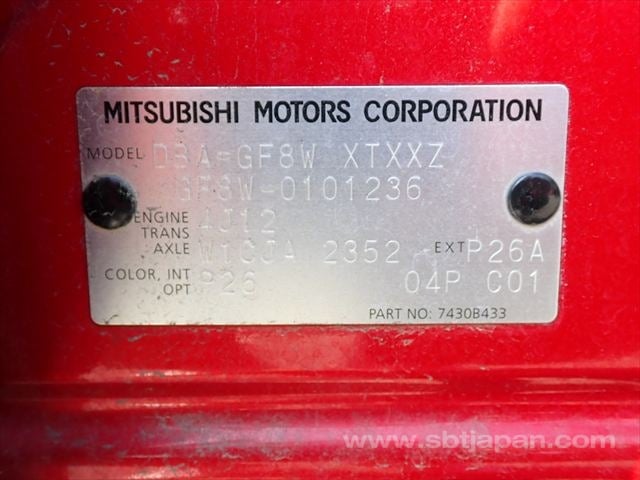 MITSUBISHI MOTORS CORPORATION
MODEL DBA-GF8W XTXXZ
GF8W-0101236
ENGINE 4J12
TRANS
AXLE W1CJA 2352 EXT P26A
COLOR, INT
OPT P26 04P C01
PART NO: 7430B433
www.sbtjapan.com